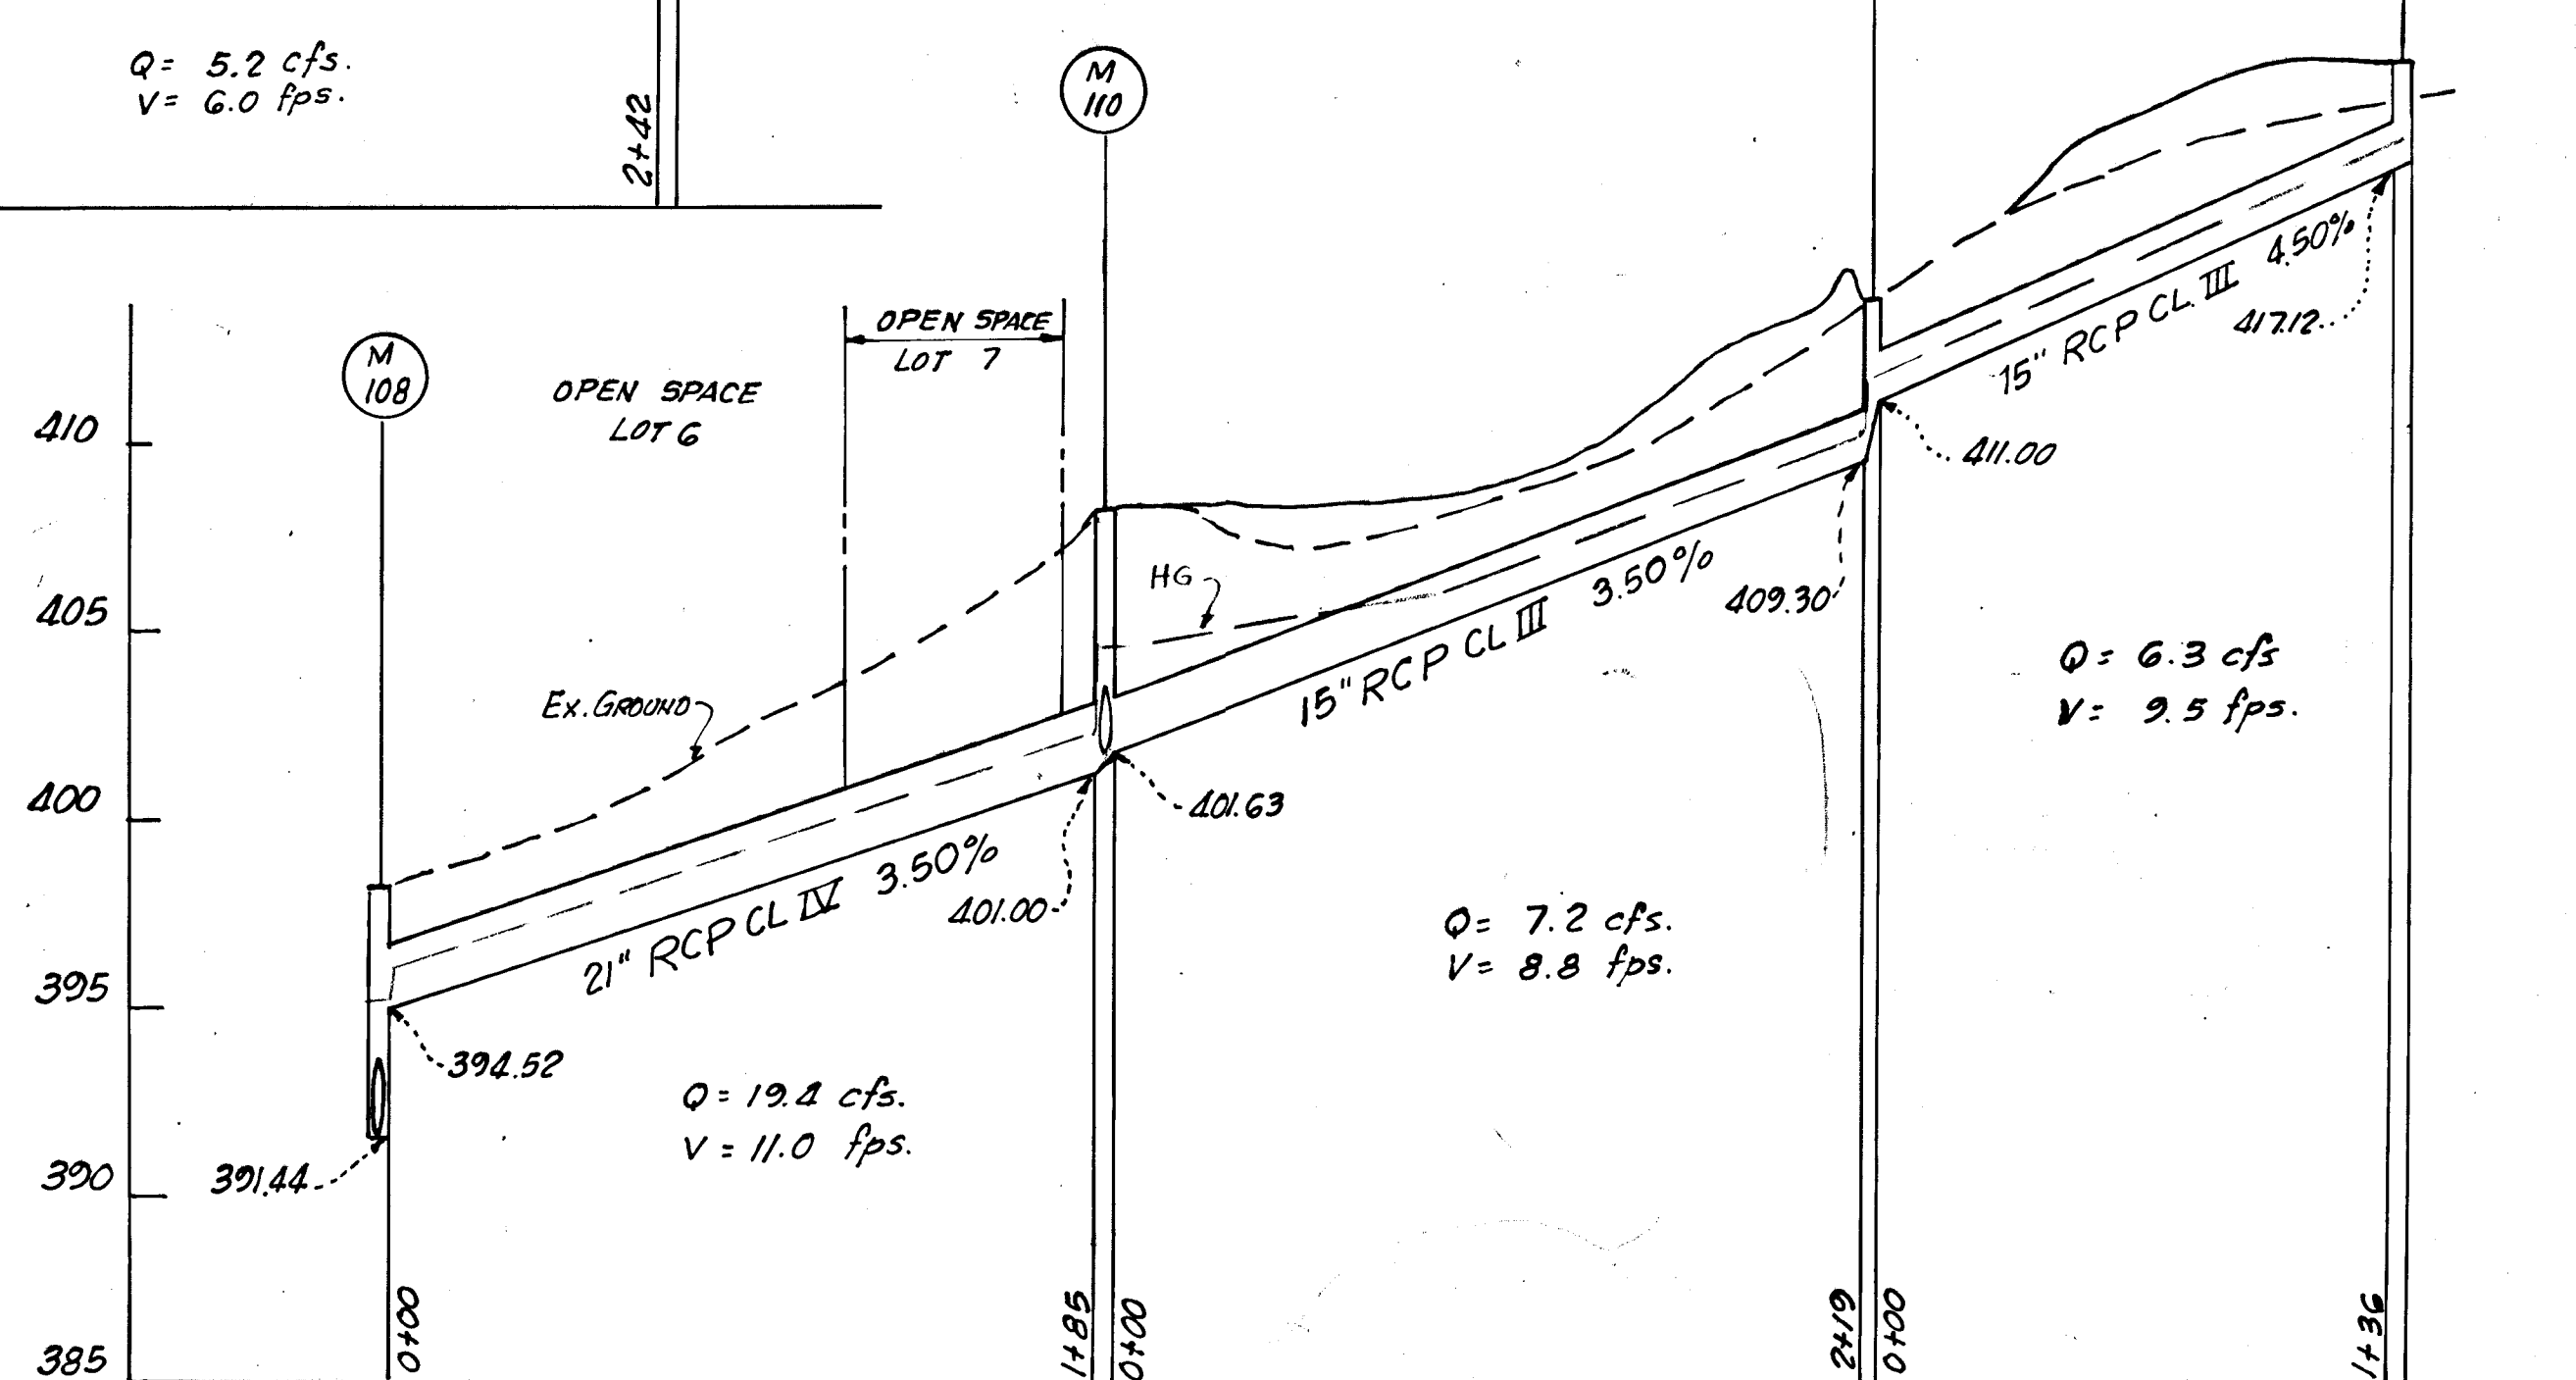 Q= 5.2 cfs.
V= 6.0 fps.
2+42
M
110
M
108
OPEN SPACE
LOT 7
OPEN SPACE
LOT 6
410
405
400
395
390
385
Ex. GROUND
HG
15" RCP CL. III 4.50%
417.12
411.00
15" RCP CL III 3.50%
409.30
401.63
21" RCP CL IV 3.50%
401.00
394.52
391.44
Q= 6.3 cfs
V= 9.5 fps.
Q= 7.2 cfs.
V= 8.8 fps.
Q= 19.4 cfs.
V= 11.0 fps.
0+00
1+85
0+00
2+19
0+00
1+36